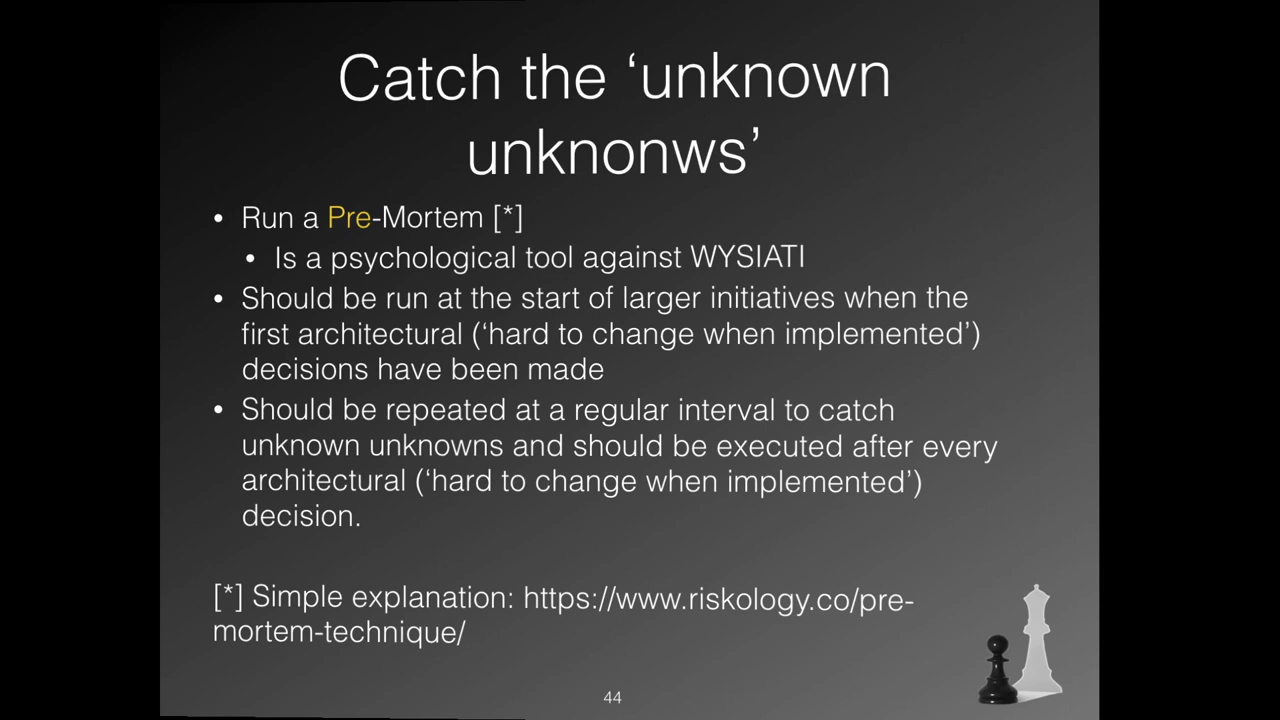 Catch the ‘unknown
unknonws’
• Run a Pre-Mortem [*]
• Is a psychological tool against WYSIATI
• Should be run at the start of larger initiatives when the
first architectural (‘hard to change when implemented’)
decisions have been made
• Should be repeated at a regular interval to catch
unknown unknowns and should be executed after every
architectural (‘hard to change when implemented’)
decision.
[*] Simple explanation: https://www.riskology.co/pre-
mortem-technique/
44